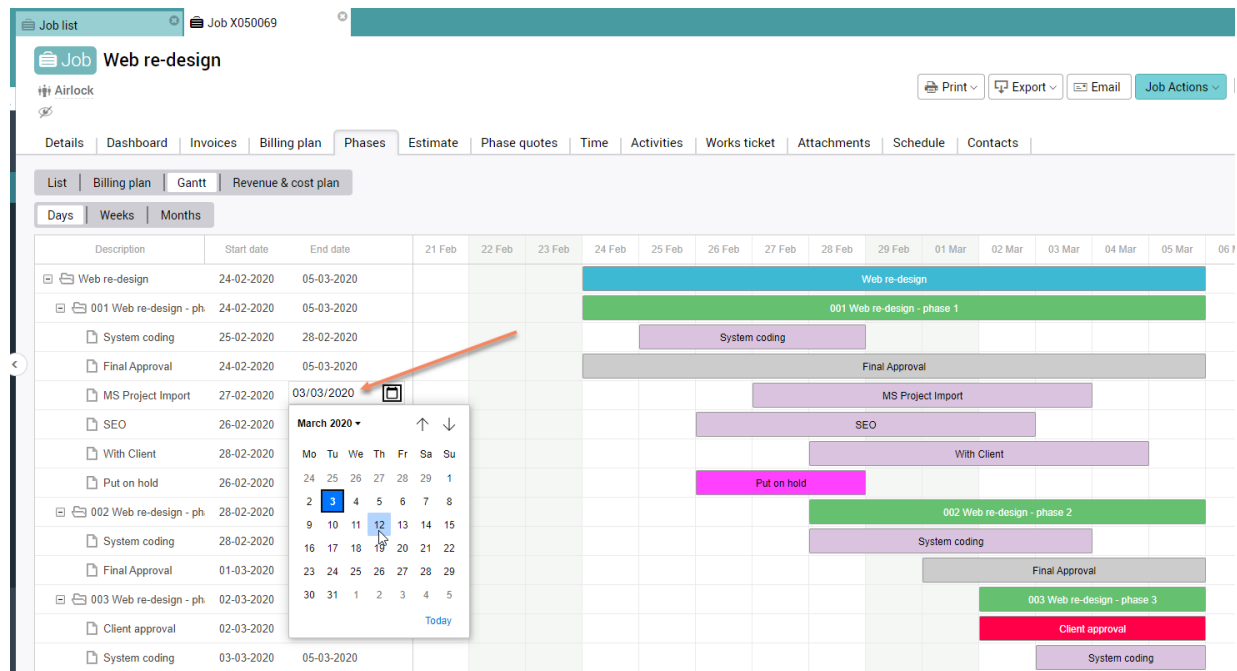 Job list
Job X050069
Job Web re-design
Airlock
Print Export Email Job Actions
Details Dashboard Invoices Billing plan Phases Estimate Phase quotes Time Activities Works ticket Attachments Schedule Contacts
List Billing plan Gantt Revenue & cost plan
Days Weeks Months
Description Start date End date 21 Feb 22 Feb 23 Feb 24 Feb 25 Feb 26 Feb 27 Feb 28 Feb 29 Feb 01 Mar 02 Mar 03 Mar 04 Mar 05 Mar 06
Web re-design 24-02-2020 05-03-2020 Web re-design
001 Web re-design - ph 24-02-2020 05-03-2020 001 Web re-design - phase 1
System coding 25-02-2020 28-02-2020 System coding
Final Approval 24-02-2020 05-03-2020 Final Approval
MS Project Import 27-02-2020 03/03/2020 MS Project Import
SEO 26-02-2020 SEO
With Client 28-02-2020 With Client
Put on hold 26-02-2020 Put on hold
002 Web re-design - ph 28-02-2020 002 Web re-design - phase 2
System coding 28-02-2020 System coding
Final Approval 01-03-2020 Final Approval
003 Web re-design - ph 02-03-2020 003 Web re-design - phase 3
Client approval 02-03-2020 Client approval
System coding 03-03-2020 05-03-2020 System coding
March 2020
Mo Tu We Th Fr Sa Su
24 25 26 27 28 29 1
2 3 4 5 6 7 8
9 10 11 12 13 14 15
16 17 18 19 20 21 22
23 24 25 26 27 28 29
30 31 1 2 3 4 5
Today